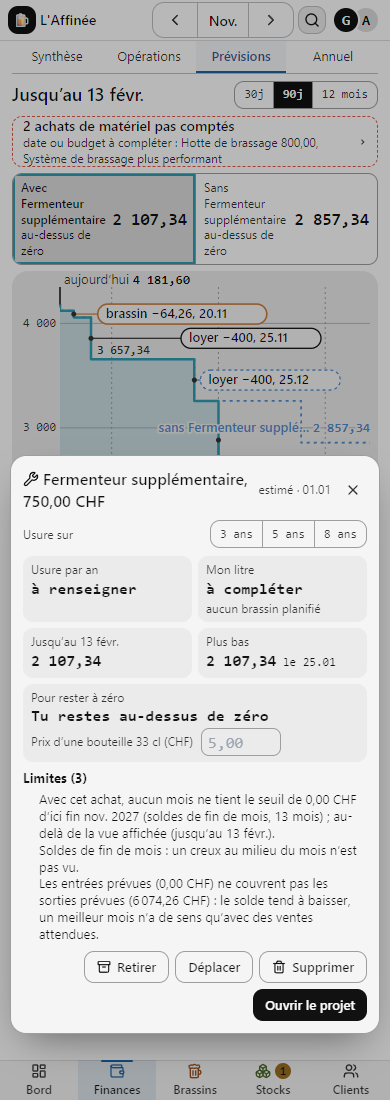 L'Affinée
Nov.
G A
Synthèse Opérations Prévisions Annuel
Jusqu'au 13 févr.
30j 90j 12 mois
2 achats de matériel pas comptés
date ou budget à compléter : Hotte de brassage 800,00,
Système de brassage plus performant
Avec
Fermenteur
supplémentaire 2 107,34
au-dessus de
zéro
Sans
Fermenteur
supplémentaire 2 857,34
au-dessus de
zéro
aujourd'hui 4 181,60
brassin −64,26, 20.11
4 000
loyer −400, 25.11
3 657,34
loyer −400, 25.12
3 000
sans Fermenteur supplé… 2 857,34
Fermenteur supplémentaire,
750,00 CHF
estimé · 01.01
Usure sur
3 ans 5 ans 8 ans
Usure par an
à renseigner
Mon litre
à compléter
aucun brassin planifié
Jusqu'au 13 févr.
2 107,34
Plus bas
2 107,34 le 25.01
Pour rester à zéro
Tu restes au-dessus de zéro
Prix d'une bouteille 33 cl (CHF) 5,00
Limites (3)
Avec cet achat, aucun mois ne tient le seuil de 0,00 CHF
d'ici fin nov. 2027 (soldes de fin de mois, 13 mois) ; au-
delà de la vue affichée (jusqu'au 13 févr.).
Soldes de fin de mois : un creux au milieu du mois n'est
pas vu.
Les entrées prévues (0,00 CHF) ne couvrent pas les
sorties prévues (6 074,26 CHF) : le solde tend à baisser,
un meilleur mois n'a de sens qu'avec des ventes
attendues.
Retirer Déplacer Supprimer
Ouvrir le projet
1
Bord Finances Brassins Stocks Clients